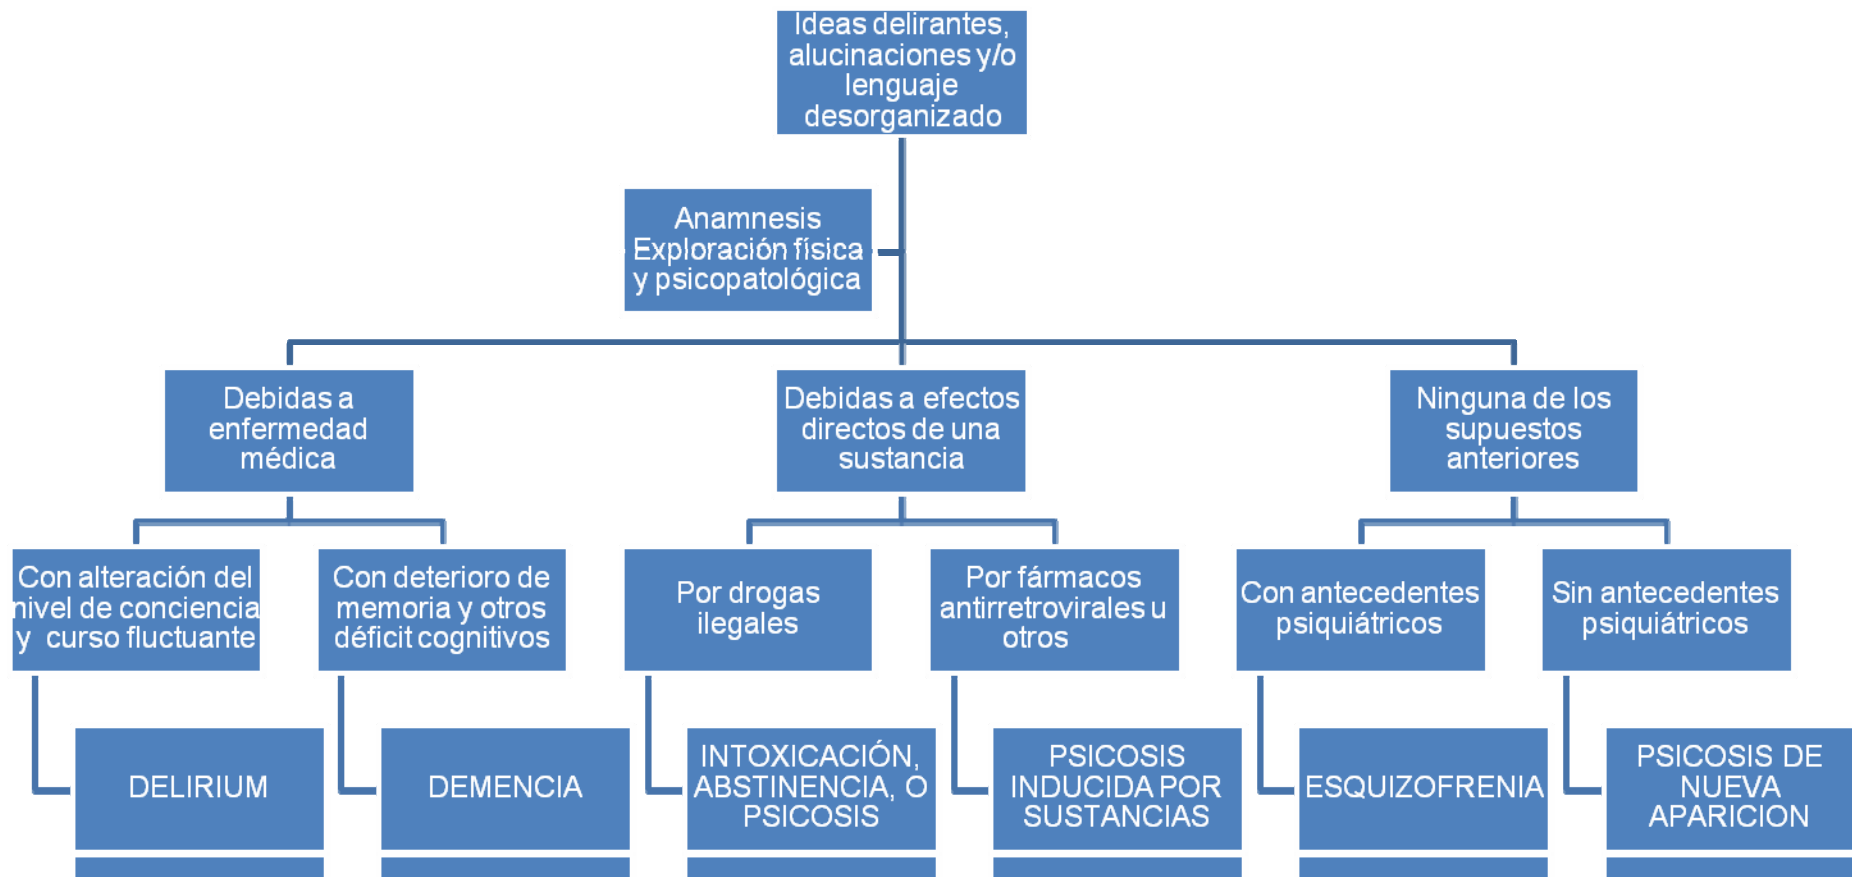 Ideas delirantes,
alucinaciones y/o
lenguaje
desorganizado
Anamnesis
Exploración física
y psicopatológica
Debidas a
enfermedad
médica
Debidas a efectos
directos de una
sustancia
Ninguna de los
supuestos
anteriores
Con alteración del
nivel de conciencia
y curso fluctuante
Con deterioro de
memoria y otros
déficit cognitivos
Por drogas
ilegales
Por fármacos
antirretrovirales u
otros
Con antecedentes
psiquiátricos
Sin antecedentes
psiquiátricos
DELIRIUM
DEMENCIA
INTOXICACIÓN,
ABSTINENCIA, O
PSICOSIS
PSICOSIS
INDUCIDA POR
SUSTANCIAS
ESQUIZOFRENIA
PSICOSIS DE
NUEVA
APARICION